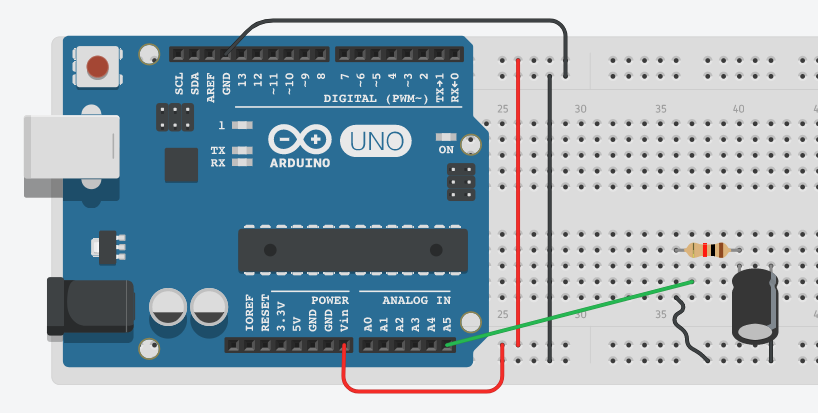 SCL
SDA
AREF
GND
13
12
~11
~10
~9
8
7
~6
~5
4
~3
2
TX→1
RX←0
DIGITAL (PWM~)
1
TX
RX
UNO
ARDUINO
ON
25
30
35
40
POWER
ANALOG IN
IOREF
RESET
3.3V
5V
GND
GND
Vin
A0
A1
A2
A3
A4
A5
25
35